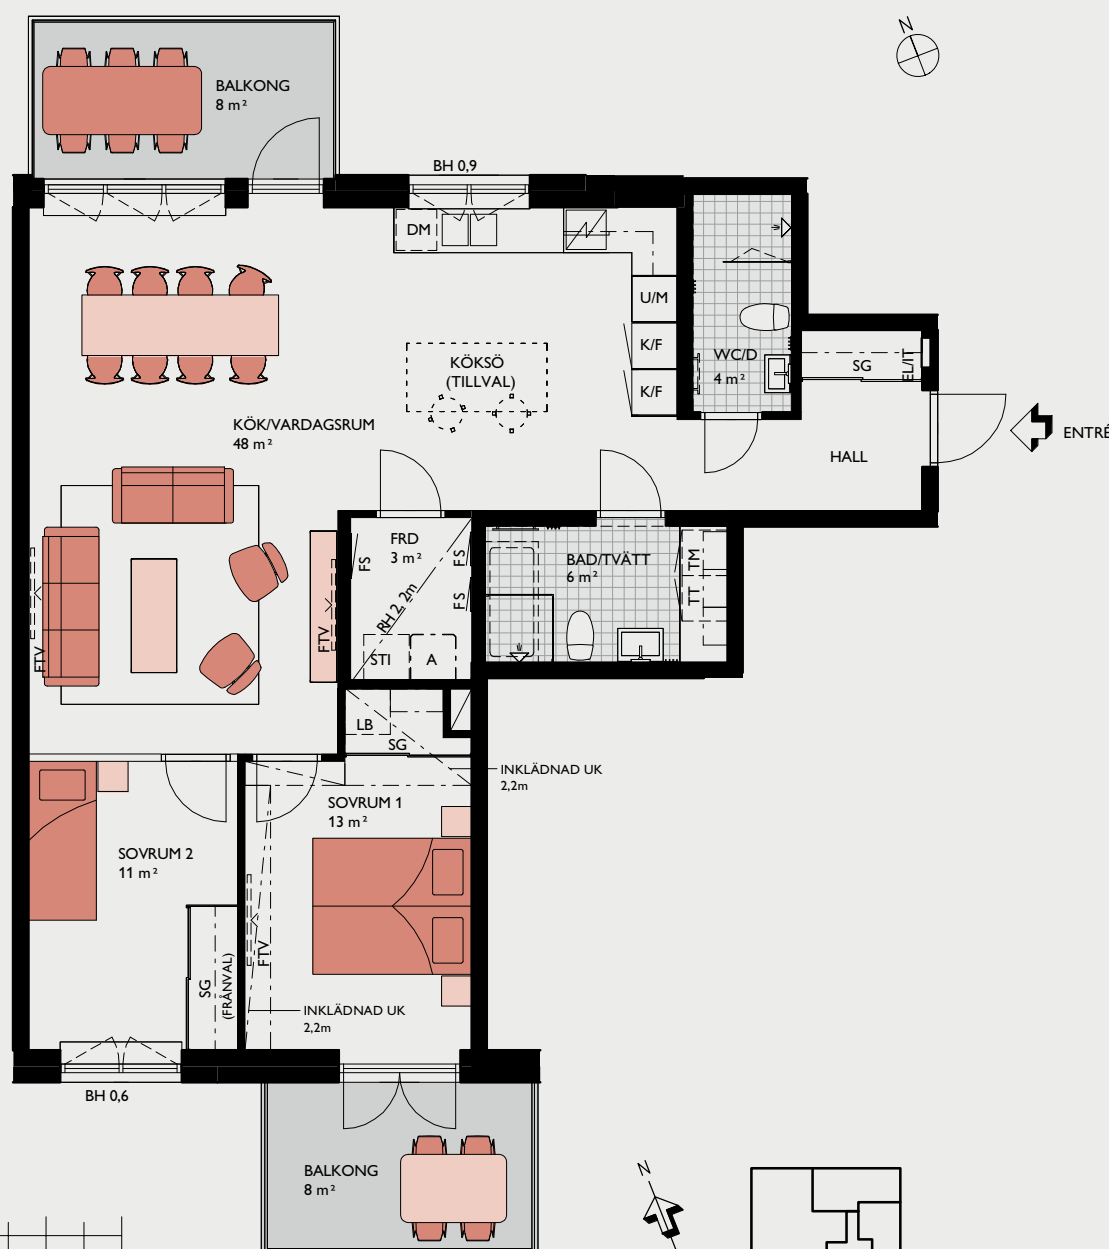 N
BALKONG
8 m²
BH 0,9
DM
U/M
K/F
K/F
KÖKSÖ
(TILLVAL)
WC/D
4 m²
SG
EL/IT
ENTRÉ
HALL
KÖK/VARDAGSRUM
48 m²
FRD
3 m²
FS
FS
FS
RH 2,2m
STI
A
BAD/TVÄTT
6 m²
TM
TT
FTV
FTV
LB
SG
INKLÄDNAD UK
2,2m
SOVRUM 1
13 m²
SOVRUM 2
11 m²
SG
(FRÅNVAL)
FTV
INKLÄDNAD UK
2,2m
BH 0,6
BALKONG
8 m²
N